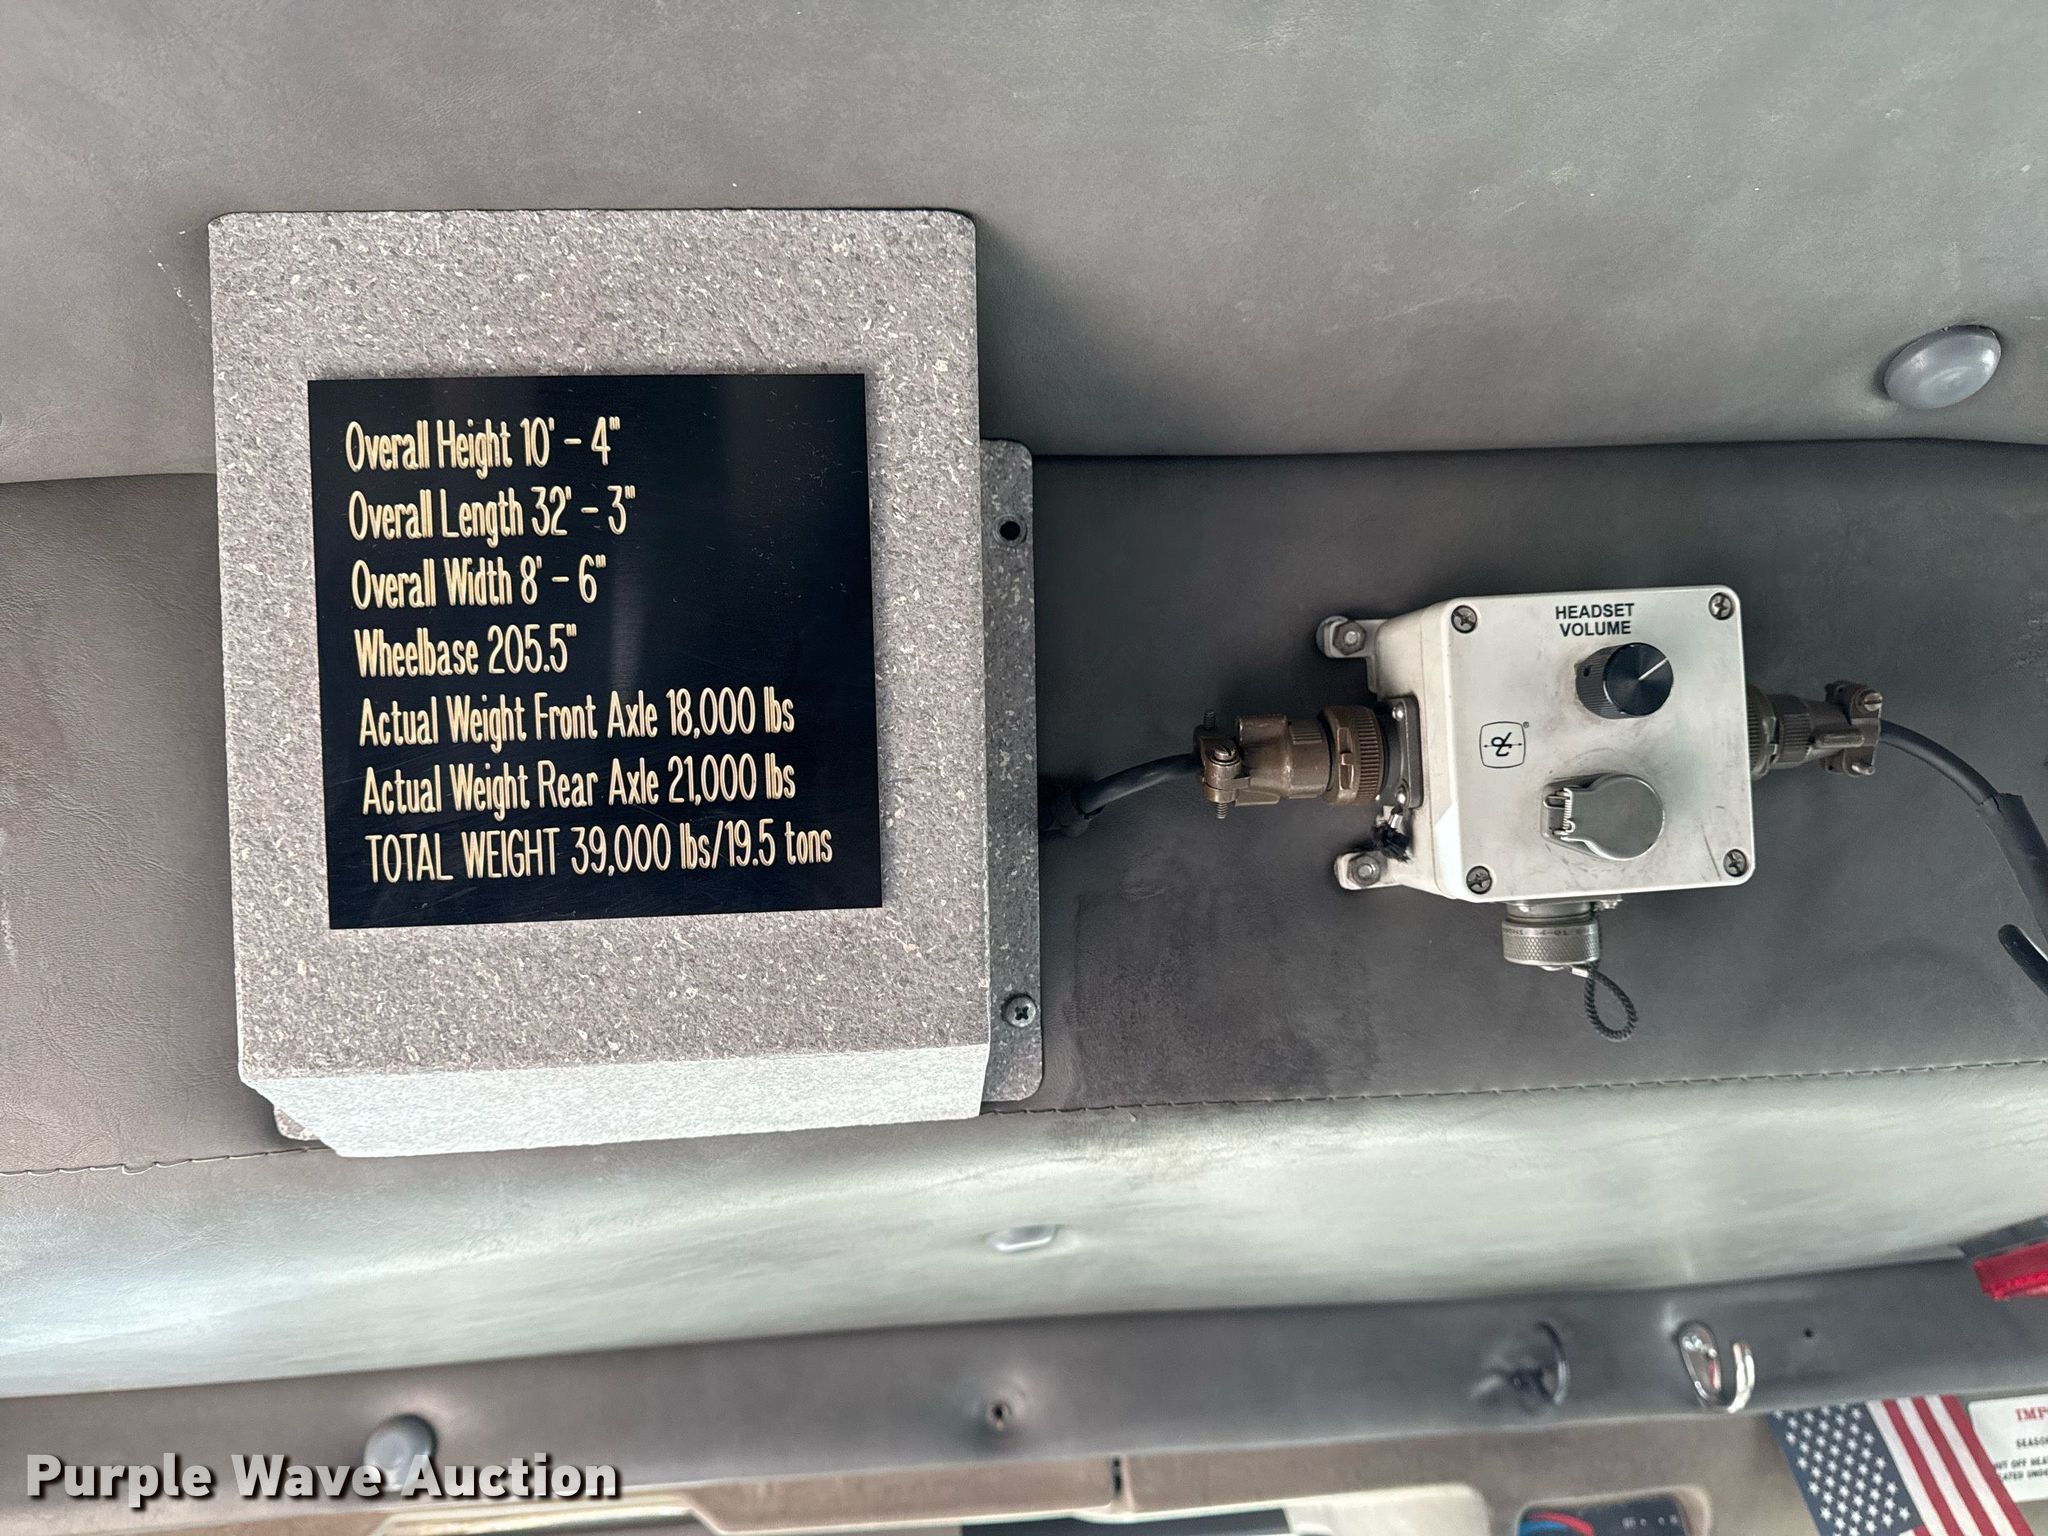 Overall Height 10' - 4"
Overall Length 32' - 3"
Overall Width 8' - 6"
Wheelbase 205.5"
Actual Weight Front Axle 18,000 lbs
Actual Weight Rear Axle 21,000 lbs
TOTAL WEIGHT 39,000 lbs/19.5 tons
HEADSET
VOLUME
®
Purple Wave Auction